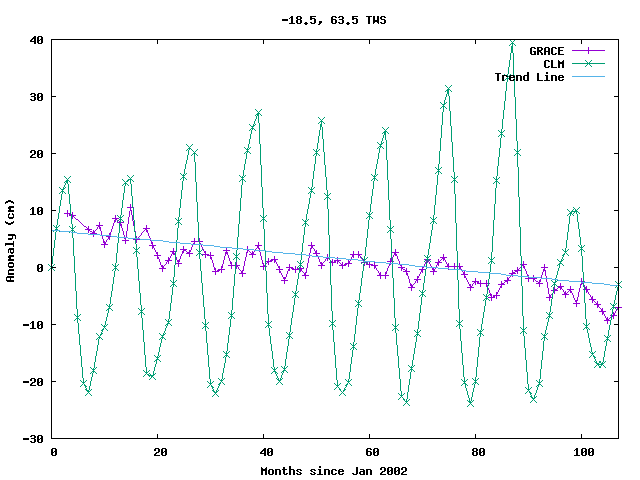 -18.5, 63.5 TWS
40
GRACE
CLM
Trend Line
30
20
10
0
-10
-20
-30
Anomaly (cm)
0 20 40 60 80 100
Months since Jan 2002